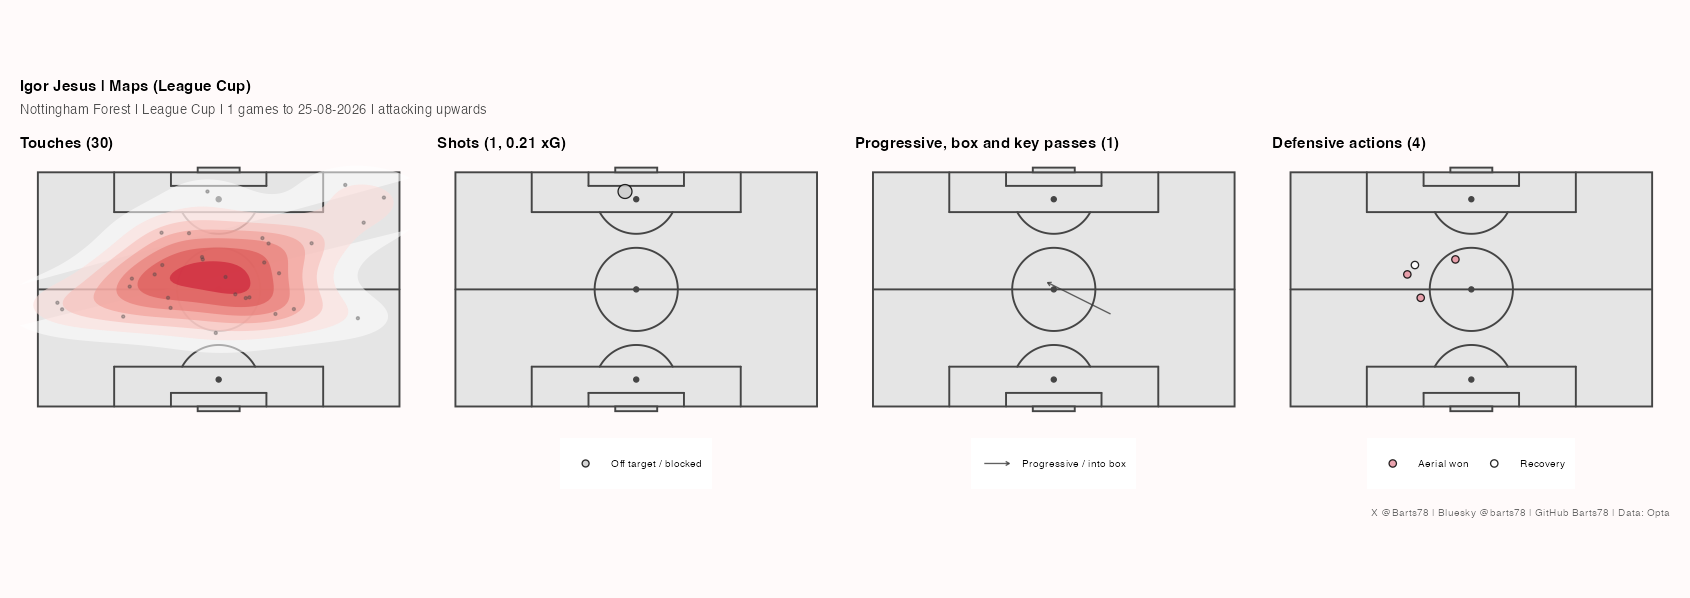 Igor Jesus | Maps (League Cup)
Nottingham Forest | League Cup | 1 games to 25-08-2026 | attacking upwards
Touches (30)
Shots (1, 0.21 xG)
Progressive, box and key passes (1)
Defensive actions (4)
Off target / blocked
Progressive / into box
Aerial won
Recovery
X @Barts78 | Bluesky @barts78 | GitHub Barts78 | Data: Opta